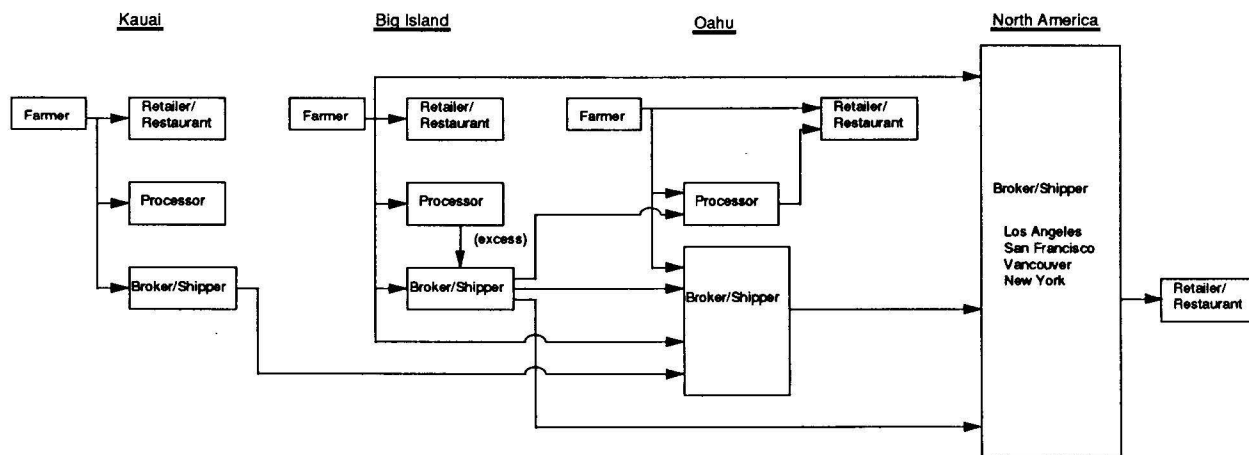 Kauai
Big Island
Oahu
North America
Farmer
Retailer/
Restaurant
Processor
Broker/Shipper
Farmer
Retailer/
Restaurant
Processor
(excess)
Broker/Shipper
Farmer
Retailer/
Restaurant
Processor
Broker/Shipper
Broker/Shipper
Los Angeles
San Francisco
Vancouver
New York
Retailer/
Restaurant